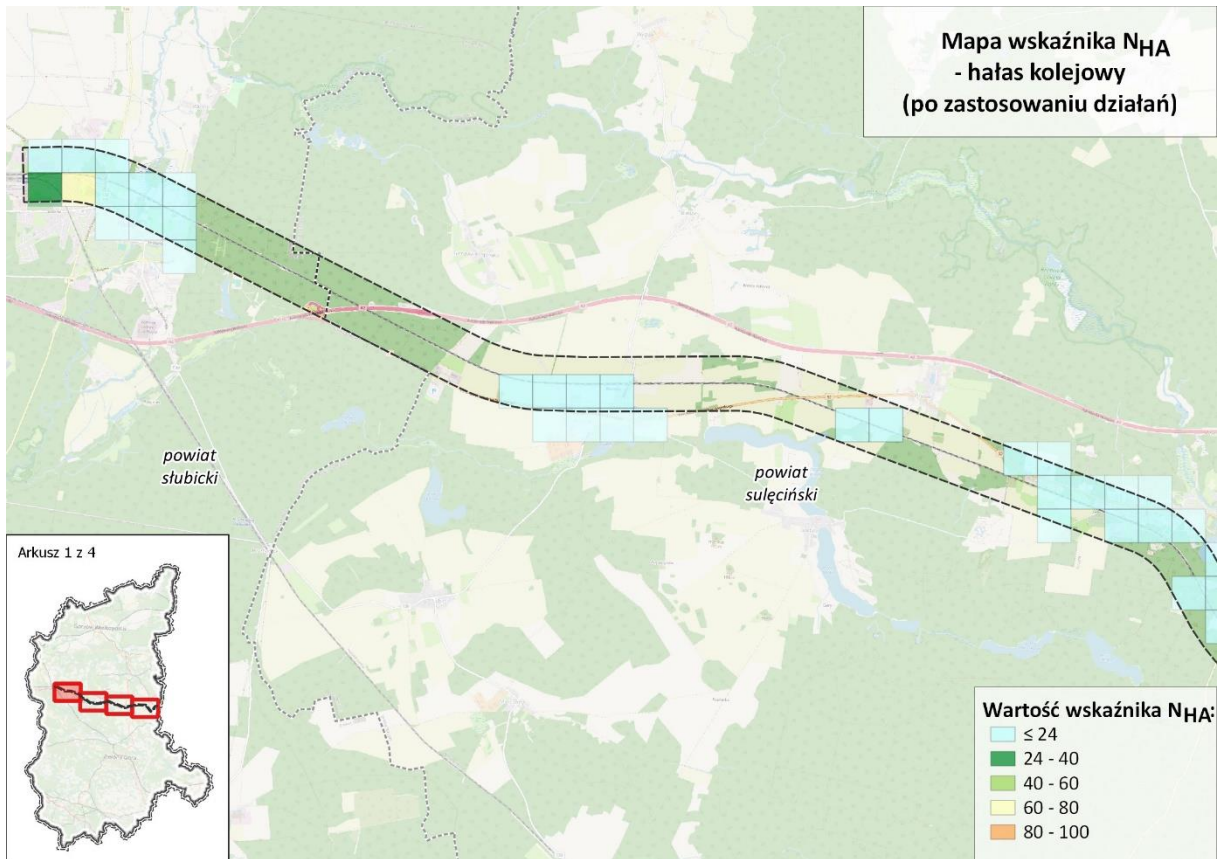 Mapa wskaźnika NHA
- hałas kolejowy
(po zastosowaniu działań)
powiat
słubicki
powiat
sulęciński
Arkusz 1 z 4
Wartość wskaźnika NHA:
≤ 24
24 - 40
40 - 60
60 - 80
80 - 100